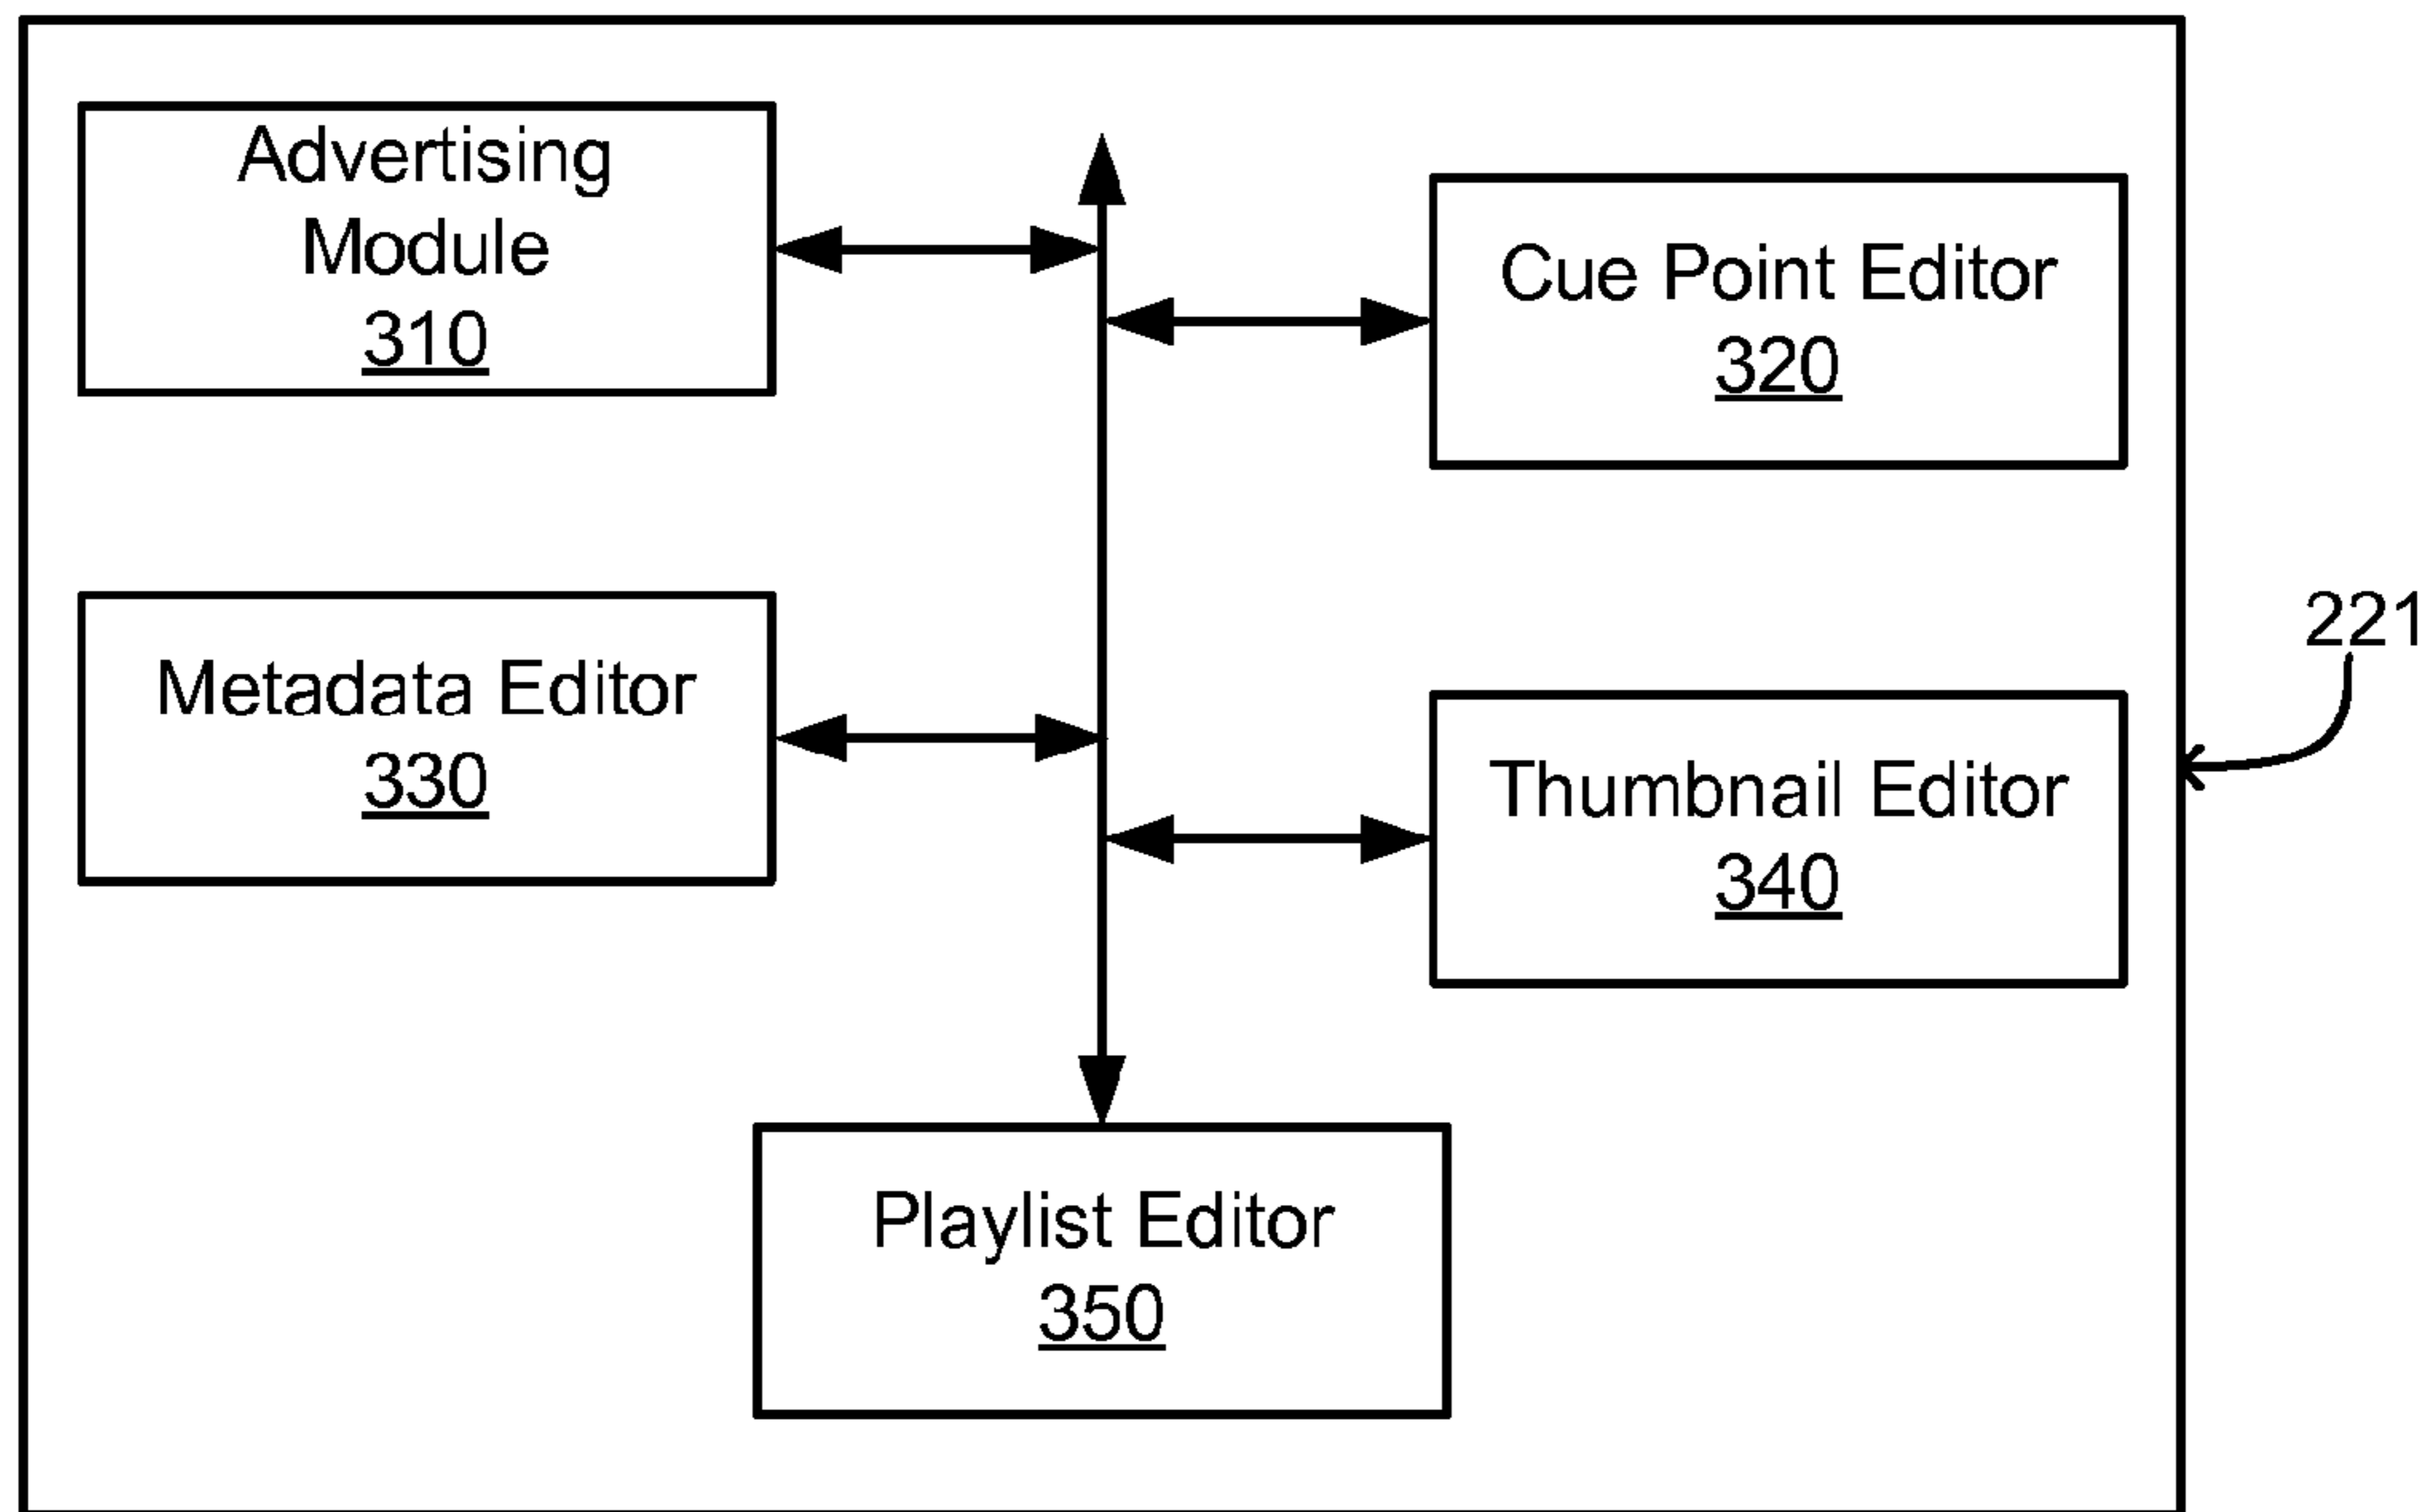 Advertising
Module
310
Cue Point Editor
320
Metadata Editor
330
221
Thumbnail Editor
340
Playlist Editor
350